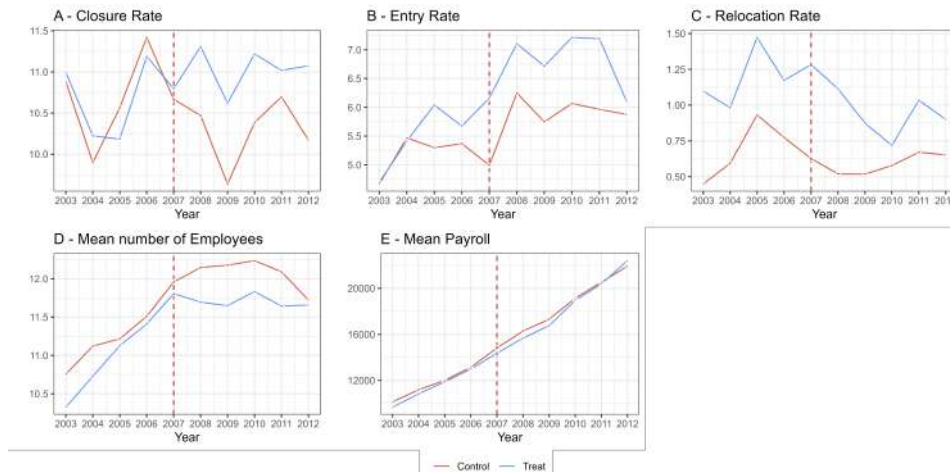 A - Closure Rate
11.5
11.0
10.5
10.0
2003 2004 2005 2006 2007 2008 2009 2010 2011 2012
Year
B - Entry Rate
7.0
6.5
6.0
5.5
5.0
2003 2004 2005 2006 2007 2008 2009 2010 2011 2012
Year
C - Relocation Rate
1.50
1.25
1.00
0.75
0.50
2003 2004 2005 2006 2007 2008 2009 2010 2011 201
Year
D - Mean number of Employees
12.0
11.5
11.0
10.5
2003 2004 2005 2006 2007 2008 2009 2010 2011 2012
Year
E - Mean Payroll
20000
16000
12000
2003 2004 2005 2006 2007 2008 2009 2010 2011 2012
Year
Control Treat